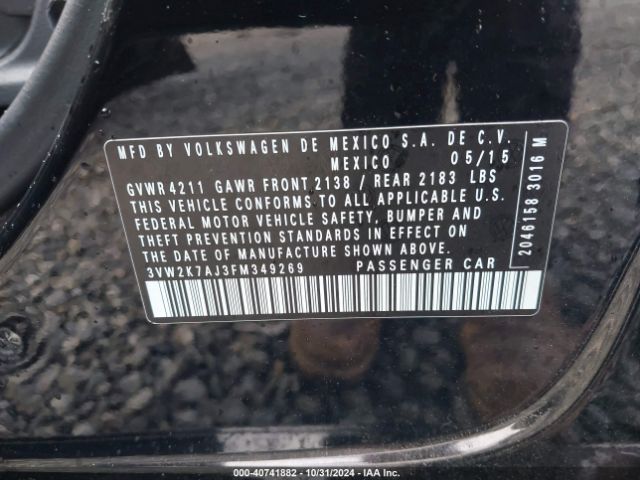 MFD BY VOLKSWAGEN DE MEXICO S.A. DE C.V.
MEXICO 05/15
GVWR 4211 GAWR FRONT 2138 / REAR 2183 LBS
THIS VEHICLE CONFORMS TO ALL APPLICABLE U.S.
FEDERAL MOTOR VEHICLE SAFETY, BUMPER AND
THEFT PREVENTION STANDARDS IN EFFECT ON
THE DATE OF MANUFACTURE SHOWN ABOVE.
3VW2K7AJ3FM349269 PASSENGER CAR
2046158 3016 M
000-40741882 - 10/31/2024 - IAA Inc.